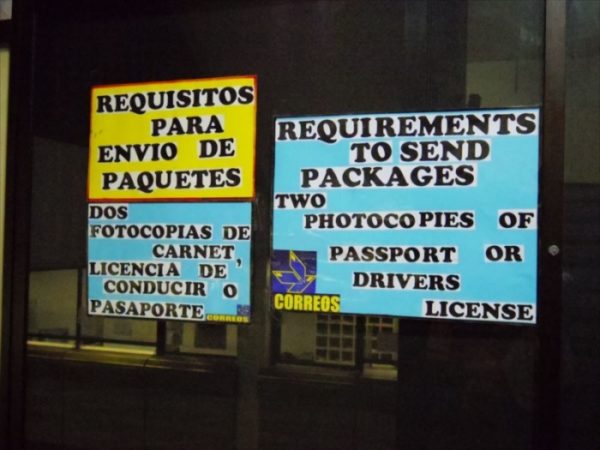 REQUISITOS
PARA
ENVIO DE
PAQUETES
DOS
FOTOCOPIAS DE
CARNET,
LICENCIA DE
CONDUCIR O
PASAPORTE
CORREOS
REQUIREMENTS
TO SEND
PACKAGES
TWO
PHOTOCOPIES OF
PASSPORT OR
DRIVERS
LICENSE
CORREOS